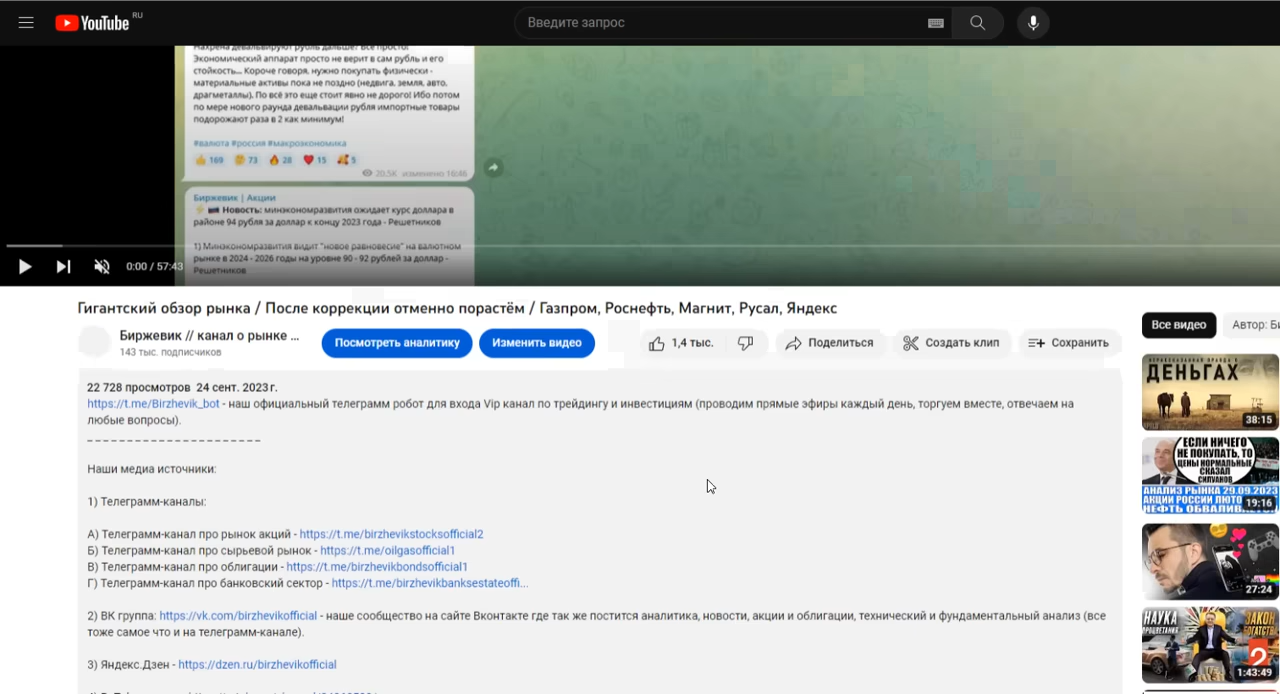 YouTube RU
Введите запрос
Нахрена девальвируют рубль дальше? Всё просто!
Экономический аппарат просто не верит в сам рубль и его
стойкость... Короче говоря, нужно покупать физически -
материальные активы пока не поздно (недвига, земля, авто,
драгметаллы). По всё это еще стоит явно не дорого! Ибо потом
по мере нового раунда девальвации рубля импортные товары
подорожают раза в 2 как минимум!
#валюта #россия #макроэкономика
169 73 28 15 5
20,5K изменено 16:46
Биржевик | Акции
Новость: минэкономразвития ожидает курс доллара в
районе 94 рубля за доллар к концу 2023 года - Решетников
1) Минэкономразвития видит "новое равновесие" на валютном
рынке в 2024 - 2026 годы на уровне 90 - 92 рублей за доллар -
Решетников
0:00 / 57:43
Гигантский обзор рынка / После коррекции отменно порастём / Газпром, Роснефть, Магнит, Русал, Яндекс
Биржевик // канал о рынке ...
143 тыс. подписчиков
Посмотреть аналитику
Изменить видео
1,4 тыс.
Поделиться
Создать клип
Сохранить
22 728 просмотров 24 сент. 2023 г.
https://t.me/Birzhevik_bot - наш официальный телеграмм робот для входа Vip канал по трейдингу и инвестициям (проводим прямые эфиры каждый день, торгуем вместе, отвечаем на
любые вопросы).
_ _ _ _ _ _ _ _ _ _ _ _ _ _ _ _ _ _ _ _ _ _
Наши медиа источники:
1) Телеграмм-каналы:
А) Телеграмм-канал про рынок акций - https://t.me/birzhevikstocksofficial2
Б) Телеграмм-канал про сырьевой рынок - https://t.me/oilgasofficial1
В) Телеграмм-канал про облигации - https://t.me/birzhevikbondsofficial1
Г) Телеграмм-канал про банковский сектор - https://t.me/birzhevikbanksestateoffi...
2) ВК группа: https://vk.com/birzhevikofficial - наше сообщество на сайте Вконтакте где так же постится аналитика, новости, акции и облигации, технический и фундаментальный анализ (все
тоже самое что и на телеграмм-канале).
3) Яндекс.Дзен - https://dzen.ru/birzhevikofficial
Все видео
Автор: Би
ДЕНЬГАХ
38:15
ЕСЛИ НИЧЕГО
НЕ ПОКУПАТЬ, ТО
ЦЕНЫ НОРМАЛЬНЫЕ
СКАЗАЛ
СИЛУАНОВ
АНАЛИЗ РЫНКА 29.09.2023
АКЦИИ РОССИИ ЛЮТО
НЕФТЬ ОБВАЛИВАЕТСЯ
19:16
27:24
НАУКА
ПРОЦВЕТАНИЯ
ЗАКОН
БОГАТСТВ
2
1:43:49